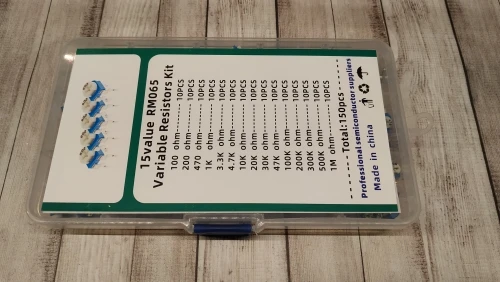 15value RM065
Variable Resistors Kit
100 ohm----------10PCS
200 ohm----------10PCS
470 ohm----------10PCS
1K ohm----------10PCS
3.3K ohm----------10PCS
4.7K ohm----------10PCS
10K ohm----------10PCS
20K ohm----------10PCS
30K ohm----------10PCS
47K ohm----------10PCS
100K ohm----------10PCS
200K ohm----------10PCS
300K ohm----------10PCS
500K ohm----------10PCS
1M ohm----------10PCS
------Total:150pcs------
Professional semiconductor suppliers
Made in china